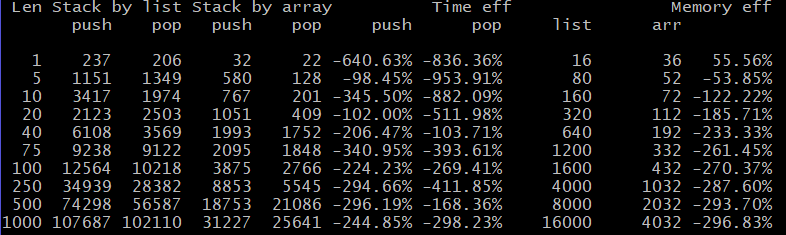 Len Stack by list Stack by array Time eff Memory eff
push pop push pop push pop list arr
1 237 206 32 22 -640.63% -836.36% 16 36 55.56%
5 1151 1349 580 128 -98.45% -953.91% 80 52 -53.85%
10 3417 1974 767 201 -345.50% -882.09% 160 72 -122.22%
20 2123 2503 1051 409 -102.00% -511.98% 320 112 -185.71%
40 6108 3569 1993 1752 -206.47% -103.71% 640 192 -233.33%
75 9238 9122 2095 1848 -340.95% -393.61% 1200 332 -261.45%
100 12564 10218 3875 2766 -224.23% -269.41% 1600 432 -270.37%
250 34939 28382 8853 5545 -294.66% -411.85% 4000 1032 -287.60%
500 74298 56587 18753 21086 -296.19% -168.36% 8000 2032 -293.70%
1000 107687 102110 31227 25641 -244.85% -298.23% 16000 4032 -296.83%